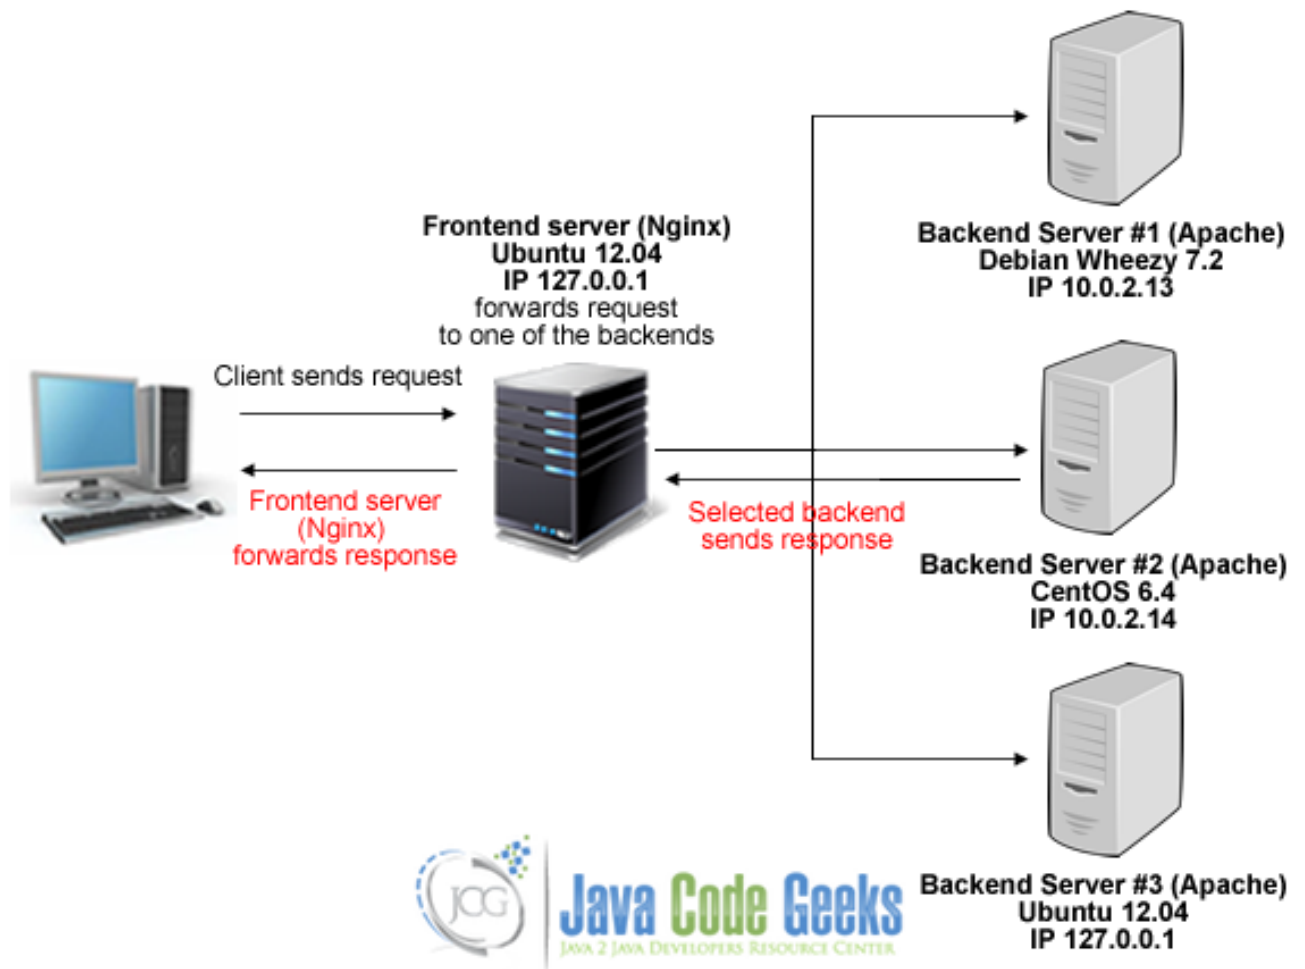 Frontend server (Nginx)
Ubuntu 12.04
IP 127.0.0.1
forwards request
to one of the backends
Client sends request
Frontend server
(Nginx)
forwards response
Selected backend
sends response
Backend Server #1 (Apache)
Debian Wheezy 7.2
IP 10.0.2.13
Backend Server #2 (Apache)
CentOS 6.4
IP 10.0.2.14
Backend Server #3 (Apache)
Ubuntu 12.04
IP 127.0.0.1
JCG
Java Code Geeks
JAVA 2 JAVA DEVELOPERS RESOURCE CENTER